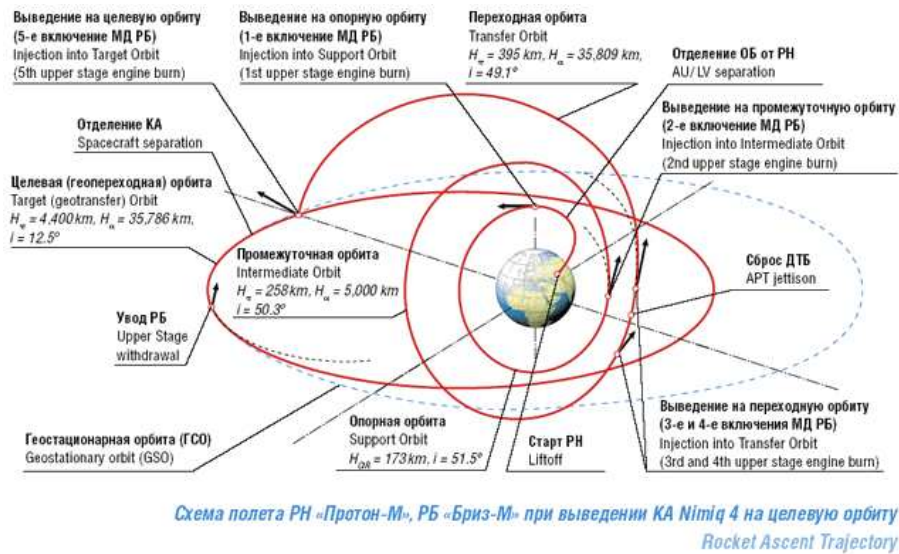 Выведение на целевую орбиту
(5-е включение МД РБ)
Injection into Target Orbit
(5th upper stage engine burn)
Выведение на опорную орбиту
(1-е включение МД РБ)
Injection into Support Orbit
(1st upper stage engine burn)
Переходная орбита
Transfer Orbit
Hπ = 395 km, Hα = 35,809 km,
i = 49.1°
Отделение ОБ от РН
AU/LV separation
Выведение на промежуточную орбиту
(2-е включение МД РБ)
Injection into Intermediate Orbit
(2nd upper stage engine burn)
Отделение КА
Spacecraft separation
Целевая (геопереходная) орбита
Target (geotransfer) Orbit
Hπ = 4,400 km, Hα = 35,786 km,
i = 12.5°
Промежуточная орбита
Intermediate Orbit
Hπ = 258 km, Hα = 5,000 km
i = 50.3°
Сброс ДТБ
APT jettison
Увод РБ
Upper Stage
withdrawal
Геостационарная орбита (ГСО)
Geostationary orbit (GSO)
Опорная орбита
Support Orbit
HQR = 173 km, i = 51.5°
Старт РН
Liftoff
Выведение на переходную орбиту
(3-е и 4-е включения МД РБ)
Injection into Transfer Orbit
(3rd and 4th upper stage engine burn)
Схема полета РН «Протон-М», РБ «Бриз-М» при выведении КА Nimiq 4 на целевую орбиту
Rocket Ascent Trajectory